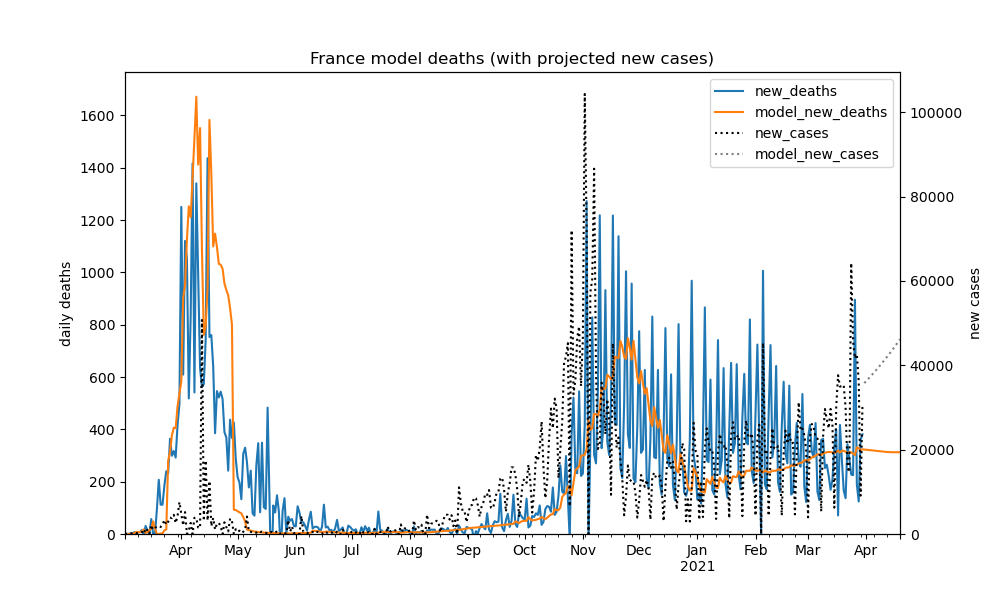 France model deaths (with projected new cases)
new_deaths
model_new_deaths
new_cases
model_new_cases
daily deaths
new cases
1600
1400
1200
1000
800
600
400
200
0
100000
80000
60000
40000
20000
0
Apr May Jun Jul Aug Sep Oct Nov Dec Jan Feb Mar Apr
2021